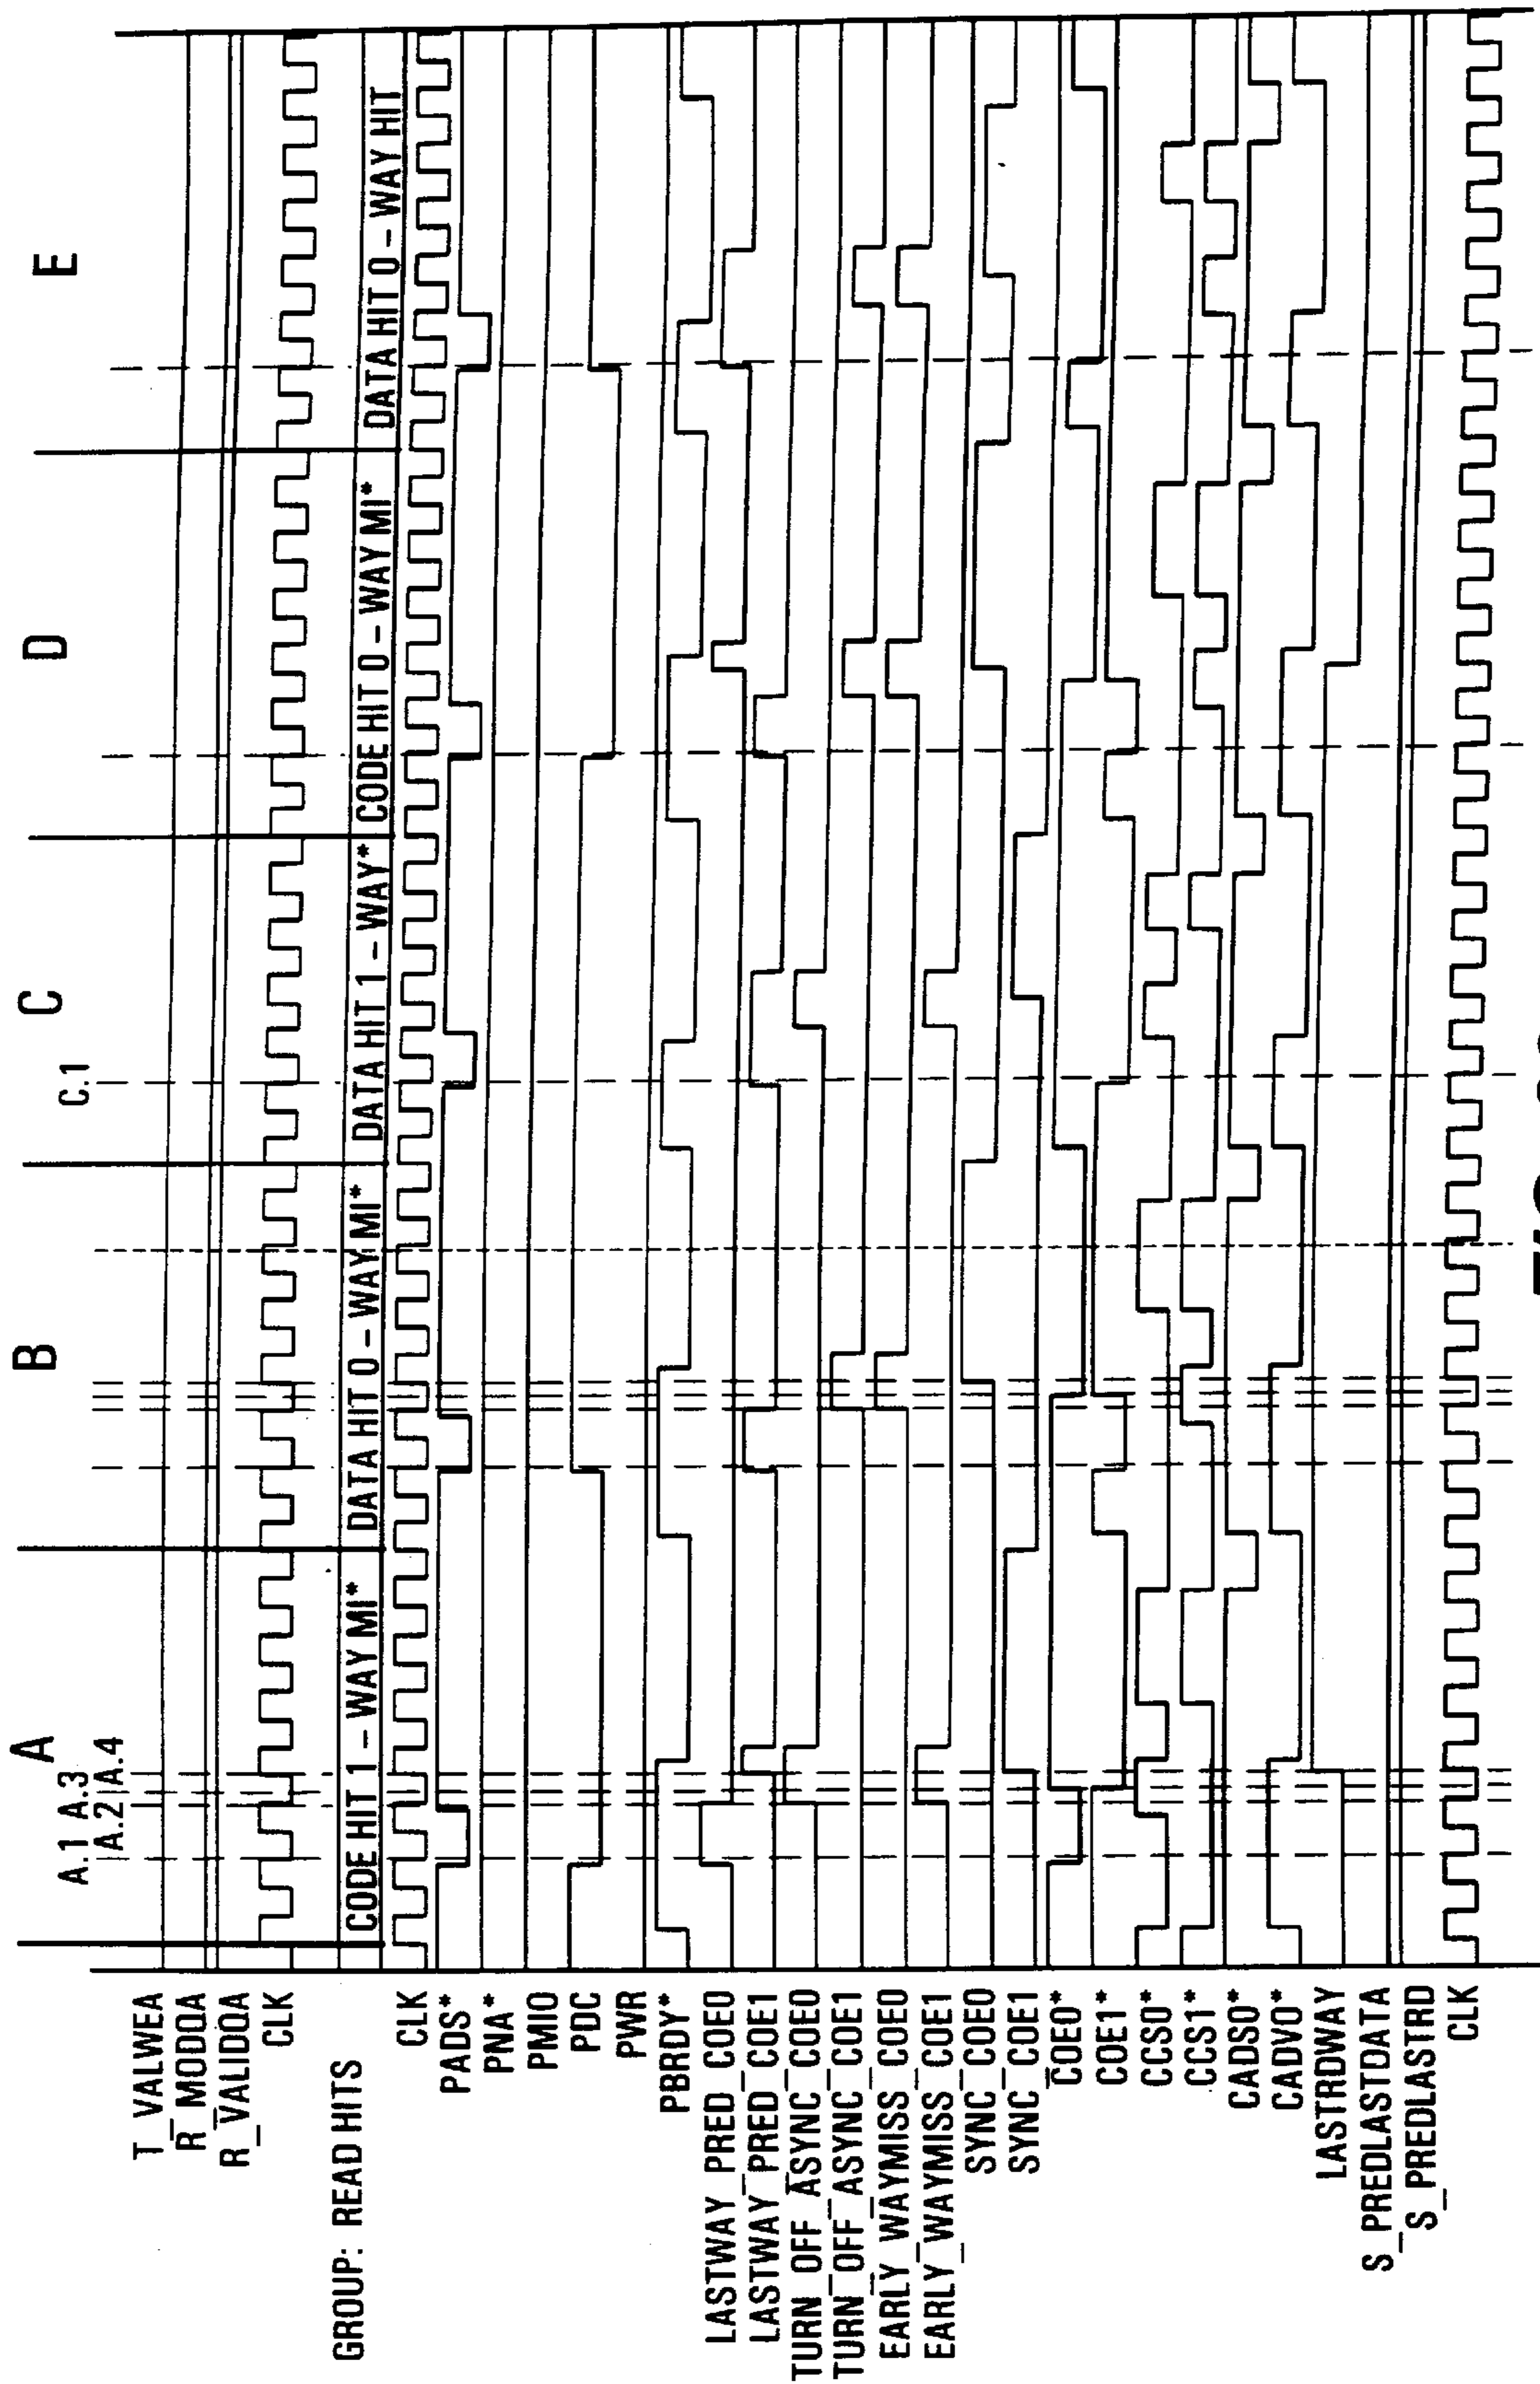 A B C D E
A.1 A.3 C.1
A.2 A.4
T_VALWEA
R_MODQA
R_VALIDQA
CLK
GROUP: READ HITS
CODE HIT 1 – WAY MI* DATA HIT 0 – WAY MI* DATA HIT 1 – WAY* CODE HIT 0 – WAY MI* DATA HIT 0 – WAY HIT
CLK
PADS*
PNA*
PMIO
PDC
PWR
PBRDY*
LASTWAY_PRED_COE0
LASTWAY_PRED_COE1
TURN_OFF_ASYNC_COE0
TURN_OFF_ASYNC_COE1
EARLY_WAYMISS_COE0
EARLY_WAYMISS_COE1
SYNC_COE0
SYNC_COE1
COE0*
COE1*
CCS0*
CCS1*
CADS0*
CADV0*
LASTRDWAY
S_PREDLASTDATA
S_PREDLASTRD
CLK